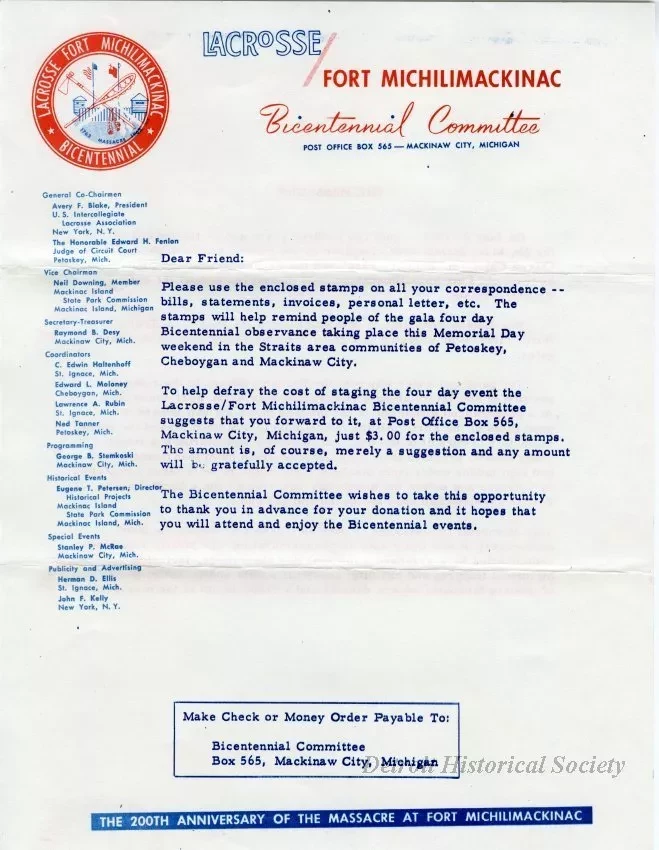 LACROSSE FORT MICHILIMACKINAC
1763 MASSACRE
BICENTENNIAL
LACROSSE/
FORT MICHILIMACKINAC
Bicentennial Committee
POST OFFICE BOX 565 — MACKINAW CITY, MICHIGAN
General Co-Chairmen
Avery F. Blake, President
U. S. Intercollegiate
Lacrosse Association
New York, N. Y.
The Honorable Edward H. Fenlon
Judge of Circuit Court
Petoskey, Mich.
Vice Chairman
Neil Downing, Member
Mackinac Island
State Park Commission
Mackinac Island, Michigan
Secretary-Treasurer
Raymond B. Desy
Mackinaw City, Mich.
Coordinators
C. Edwin Haltenhoff
St. Ignace, Mich.
Edward L. Moloney
Cheboygan, Mich.
Lawrence A. Rubin
St. Ignace, Mich.
Ned Tanner
Petoskey, Mich.
Programming
George B. Stemkoski
Mackinaw City, Mich.
Historical Events
Eugene T. Petersen; Director
Historical Projects
Mackinac Island
State Park Commission
Mackinac Island, Mich.
Special Events
Stanley P. McRae
Mackinaw City, Mich.
Publicity and Advertising
Herman D. Ellis
St. Ignace, Mich.
John F. Kelly
New York, N. Y.
Dear Friend:
Please use the enclosed stamps on all your correspondence --
bills, statements, invoices, personal letter, etc. The
stamps will help remind people of the gala four day
Bicentennial observance taking place this Memorial Day
weekend in the Straits area communities of Petoskey,
Cheboygan and Mackinaw City.
To help defray the cost of staging the four day event the
Lacrosse/Fort Michilimackinac Bicentennial Committee
suggests that you forward to it, at Post Office Box 565,
Mackinaw City, Michigan, just $3.00 for the enclosed stamps.
The amount is, of course, merely a suggestion and any amount
will be gratefully accepted.
The Bicentennial Committee wishes to take this opportunity
to thank you in advance for your donation and it hopes that
you will attend and enjoy the Bicentennial events.
Make Check or Money Order Payable To:
Bicentennial Committee
Box 565, Mackinaw City, Michigan
Detroit Historical Society
THE 200TH ANNIVERSARY OF THE MASSACRE AT FORT MICHILIMACKINAC